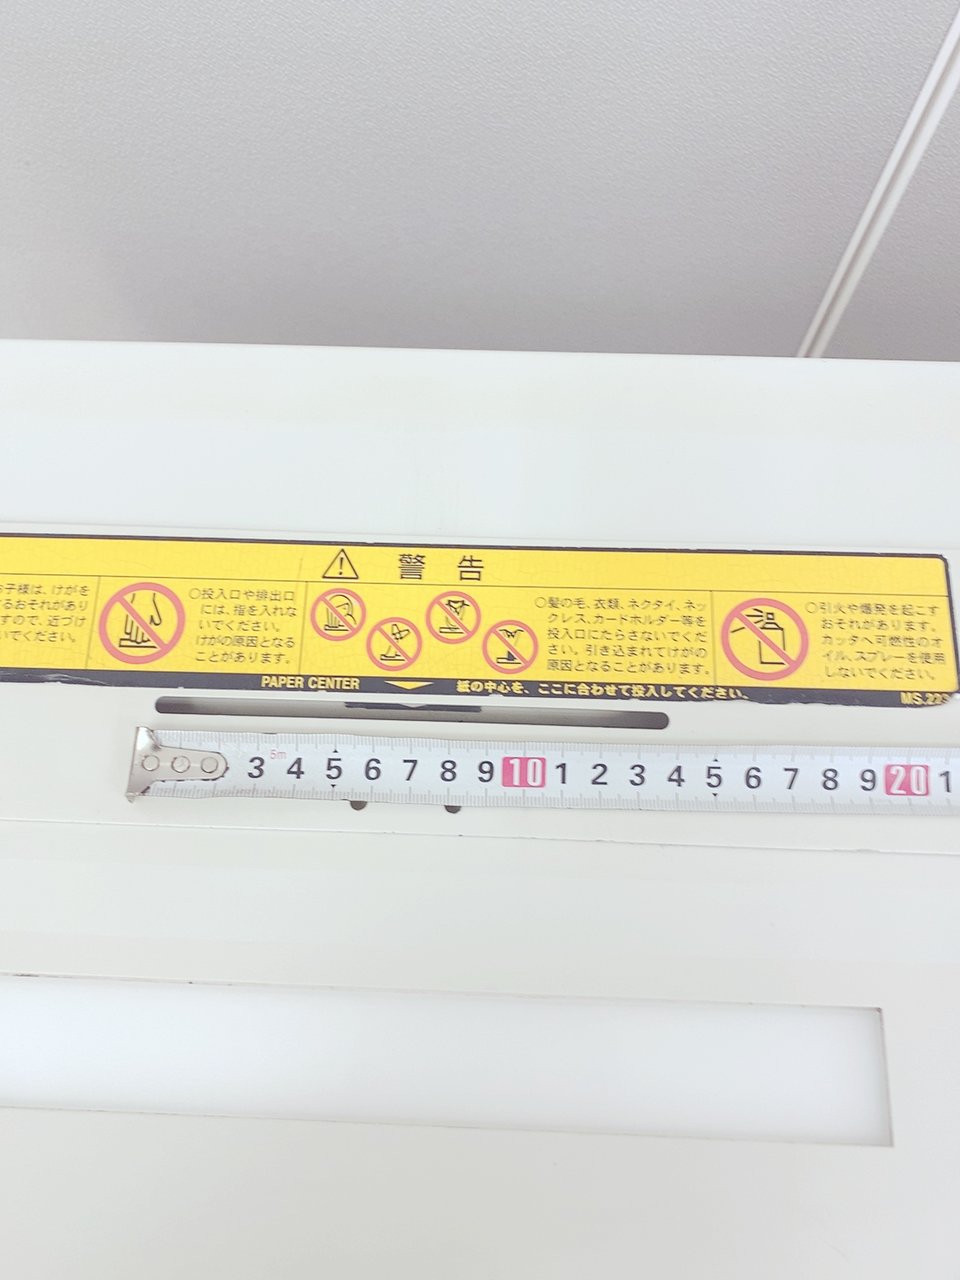 警告
子様は、けがを
るおそれがあり
すので、近づけ
いでください。
○投入口や排出口
には、指を入れな
いでください。
けがの原因となる
ことがあります。
○髪の毛、衣類、ネクタイ、ネッ
クレス、カードホルダー等を
投入口にたらさないでくだ
さい。引き込まれてけがの
原因となることがあります。
○引火や爆発を起こす
おそれがあります。
カッターへ可燃性のオ
イル、スプレーを使用
しないでください。
PAPER CENTER 紙の中心を、ここに合わせて投入してください。
MS.22
5m
3 4 5 6 7 8 9 10 1 2 3 4 5 6 7 8 9 20 1